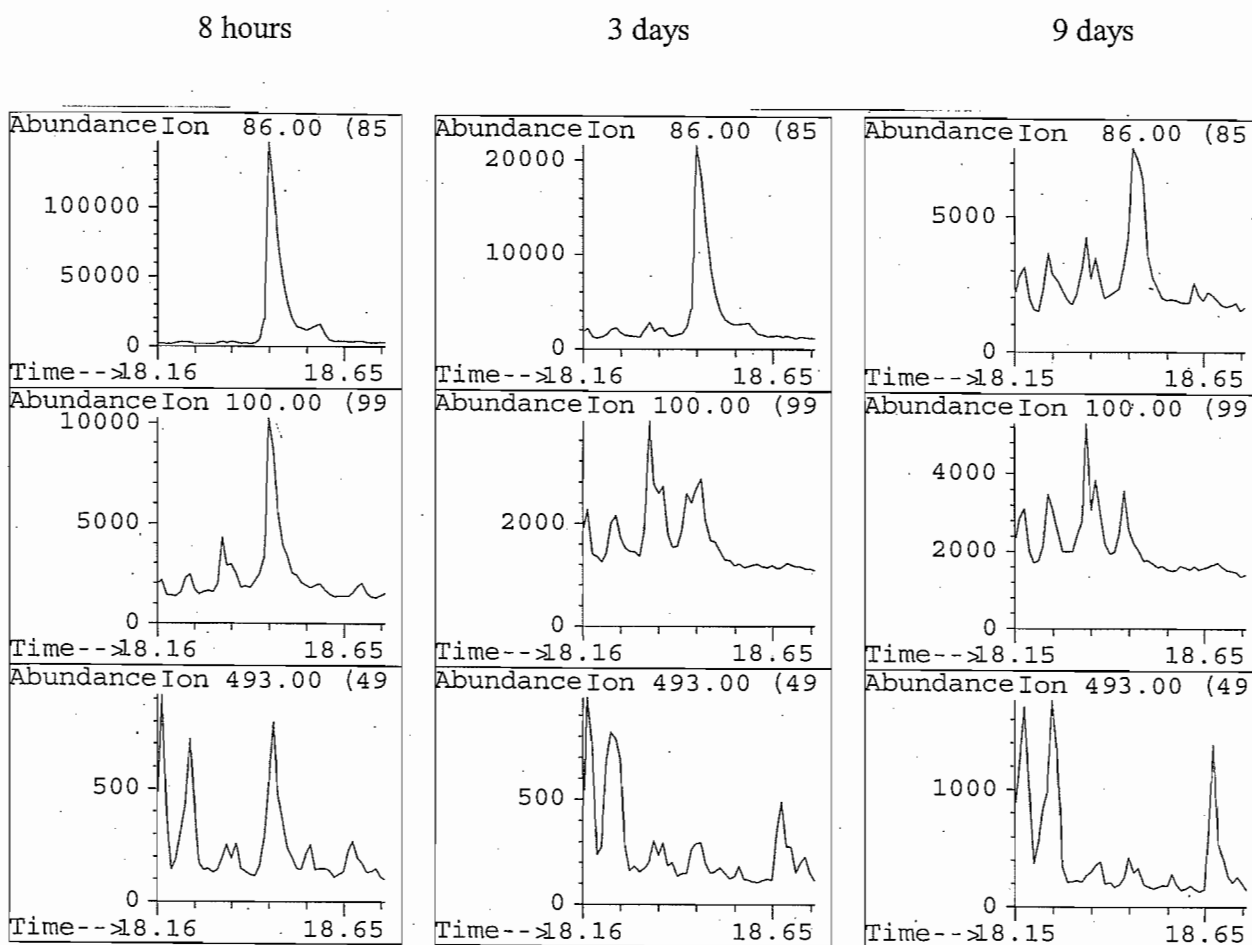 8 hours 3 days 9 days
Abundance Ion 86.00 (85
100000
50000
0
Time-->18.16 18.65
Abundance Ion 100.00 (99
10000
5000
0
Time-->18.16 18.65
Abundance Ion 493.00 (49
500
0
Time-->18.16 18.65
Abundance Ion 86.00 (85
20000
10000
0
Time-->18.16 18.65
Abundance Ion 100.00 (99
2000
0
Time-->18.16 18.65
Abundance Ion 493.00 (49
500
0
Time-->18.16 18.65
Abundance Ion 86.00 (85
5000
0
Time-->18.15 18.65
Abundance Ion 100.00 (99
4000
2000
0
Time-->18.15 18.65
Abundance Ion 493.00 (49
1000
0
Time-->18.15 18.65